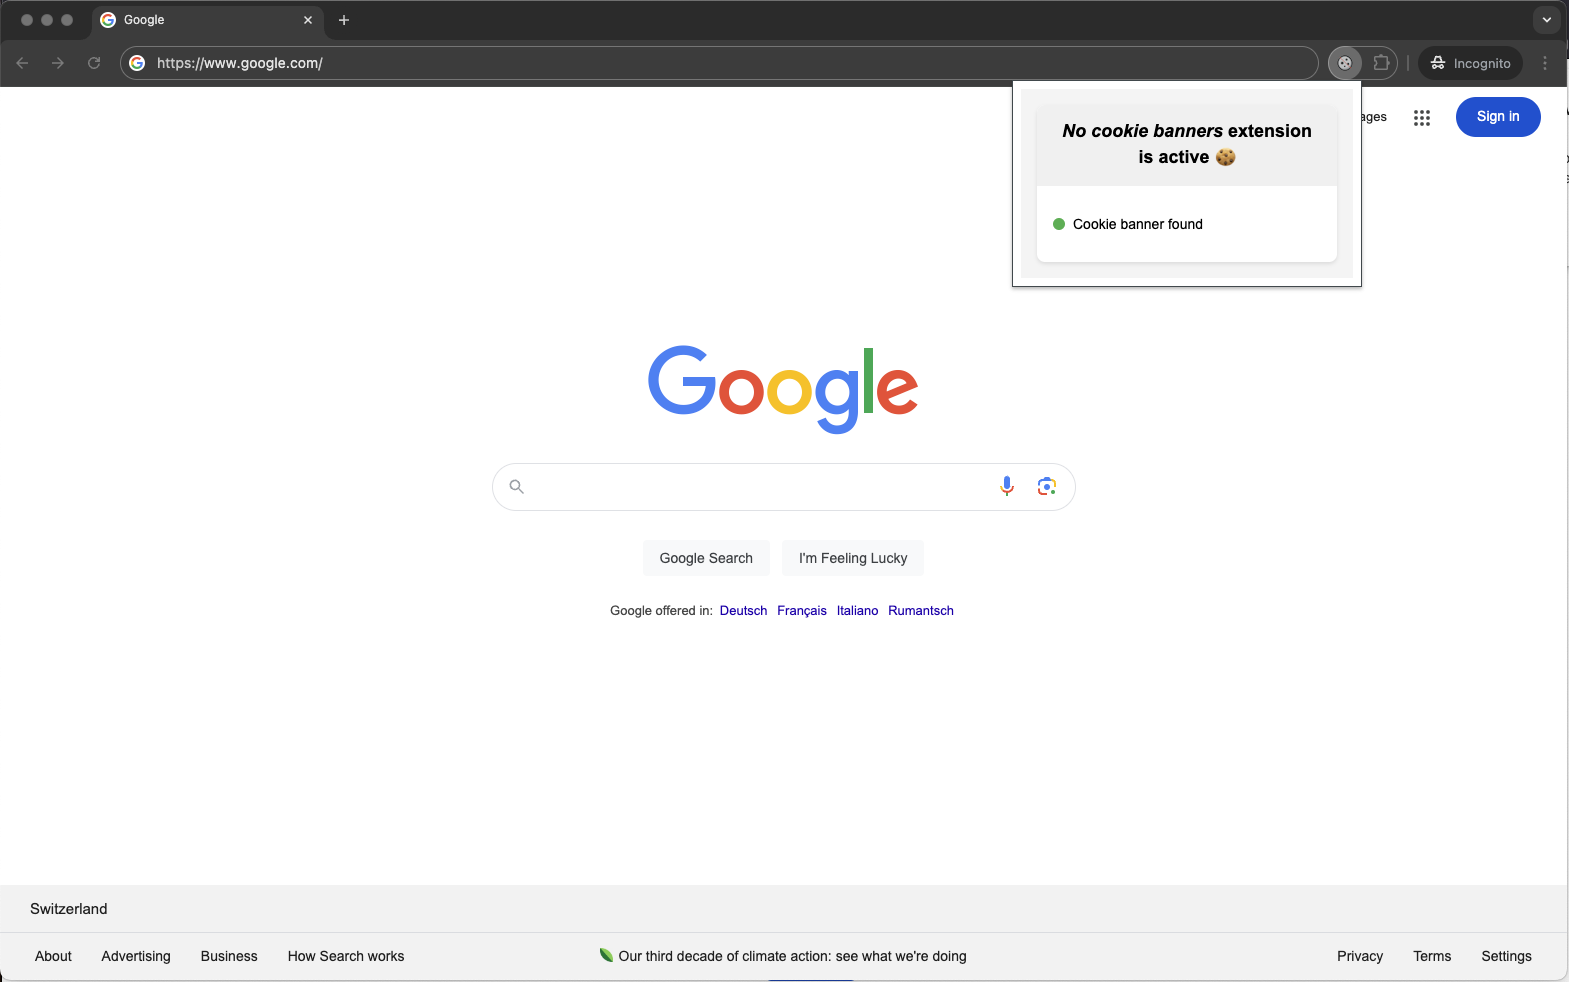 Google
https://www.google.com/
Incognito
ages
Sign in
No cookie banners extension
is active
Cookie banner found
Google
Google Search
I'm Feeling Lucky
Google offered in: Deutsch Français Italiano Rumantsch
Switzerland
About Advertising Business How Search works
Our third decade of climate action: see what we're doing
Privacy Terms Settings